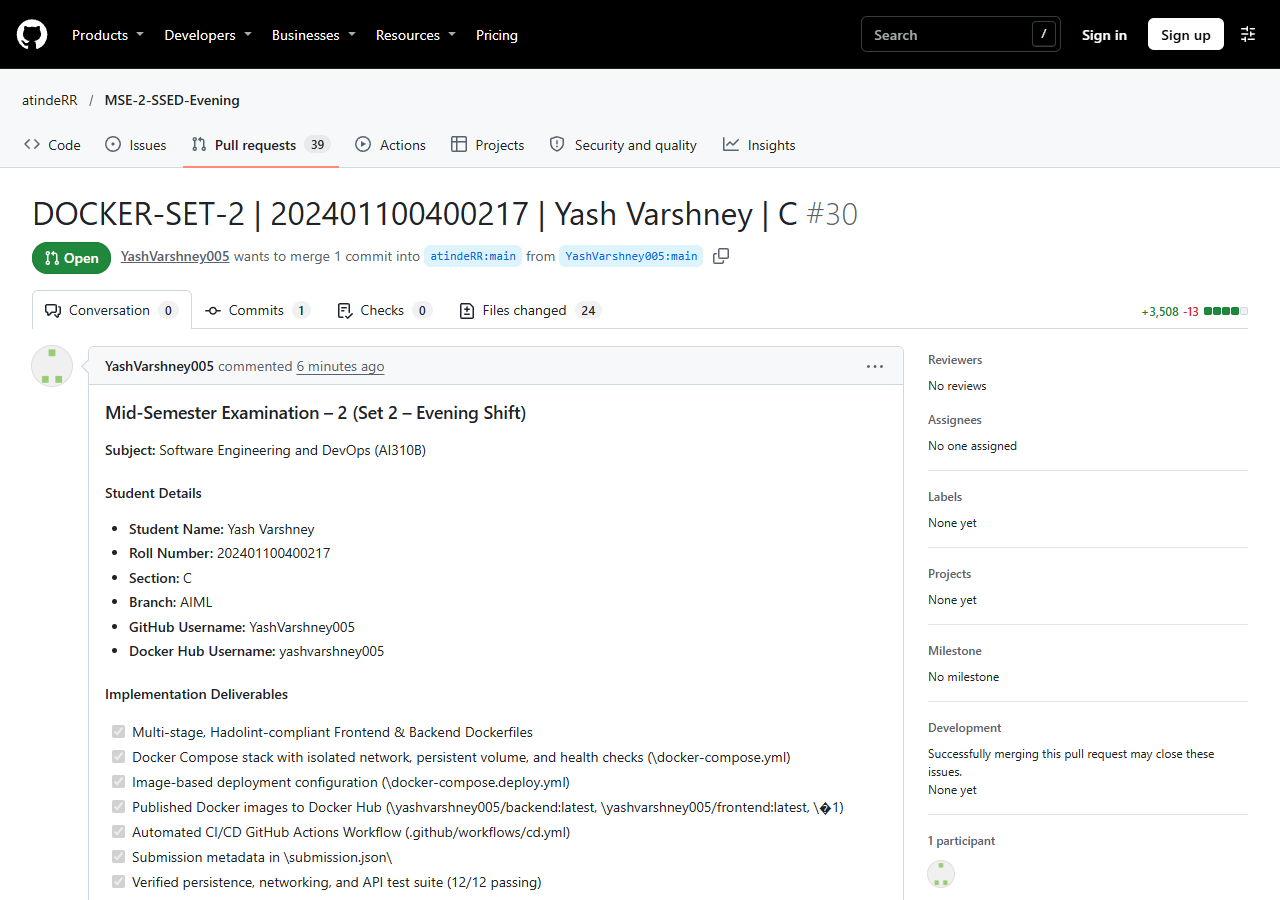 Products Developers Businesses Resources Pricing Search / Sign in Sign up
atindeRR / MSE-2-SSED-Evening
Code Issues Pull requests 39 Actions Projects Security and quality Insights
DOCKER-SET-2 | 202401100400217 | Yash Varshney | C #30
Open YashVarshney005 wants to merge 1 commit into atindeRR:main from YashVarshney005:main
Conversation 0 Commits 1 Checks 0 Files changed 24 +3,508 -13
YashVarshney005 commented 6 minutes ago
Mid-Semester Examination – 2 (Set 2 – Evening Shift)
Subject: Software Engineering and DevOps (AI310B)
Student Details
Student Name: Yash Varshney
Roll Number: 202401100400217
Section: C
Branch: AIML
GitHub Username: YashVarshney005
Docker Hub Username: yashvarshney005
Implementation Deliverables
Multi-stage, Hadolint-compliant Frontend & Backend Dockerfiles
Docker Compose stack with isolated network, persistent volume, and health checks (\docker-compose.yml)
Image-based deployment configuration (\docker-compose.deploy.yml)
Published Docker images to Docker Hub (\yashvarshney005/backend:latest, \yashvarshney005/frontend:latest, \�1)
Automated CI/CD GitHub Actions Workflow (.github/workflows/cd.yml)
Submission metadata in \submission.json\
Verified persistence, networking, and API test suite (12/12 passing)
Reviewers
No reviews
Assignees
No one assigned
Labels
None yet
Projects
None yet
Milestone
No milestone
Development
Successfully merging this pull request may close these
issues.
None yet
1 participant